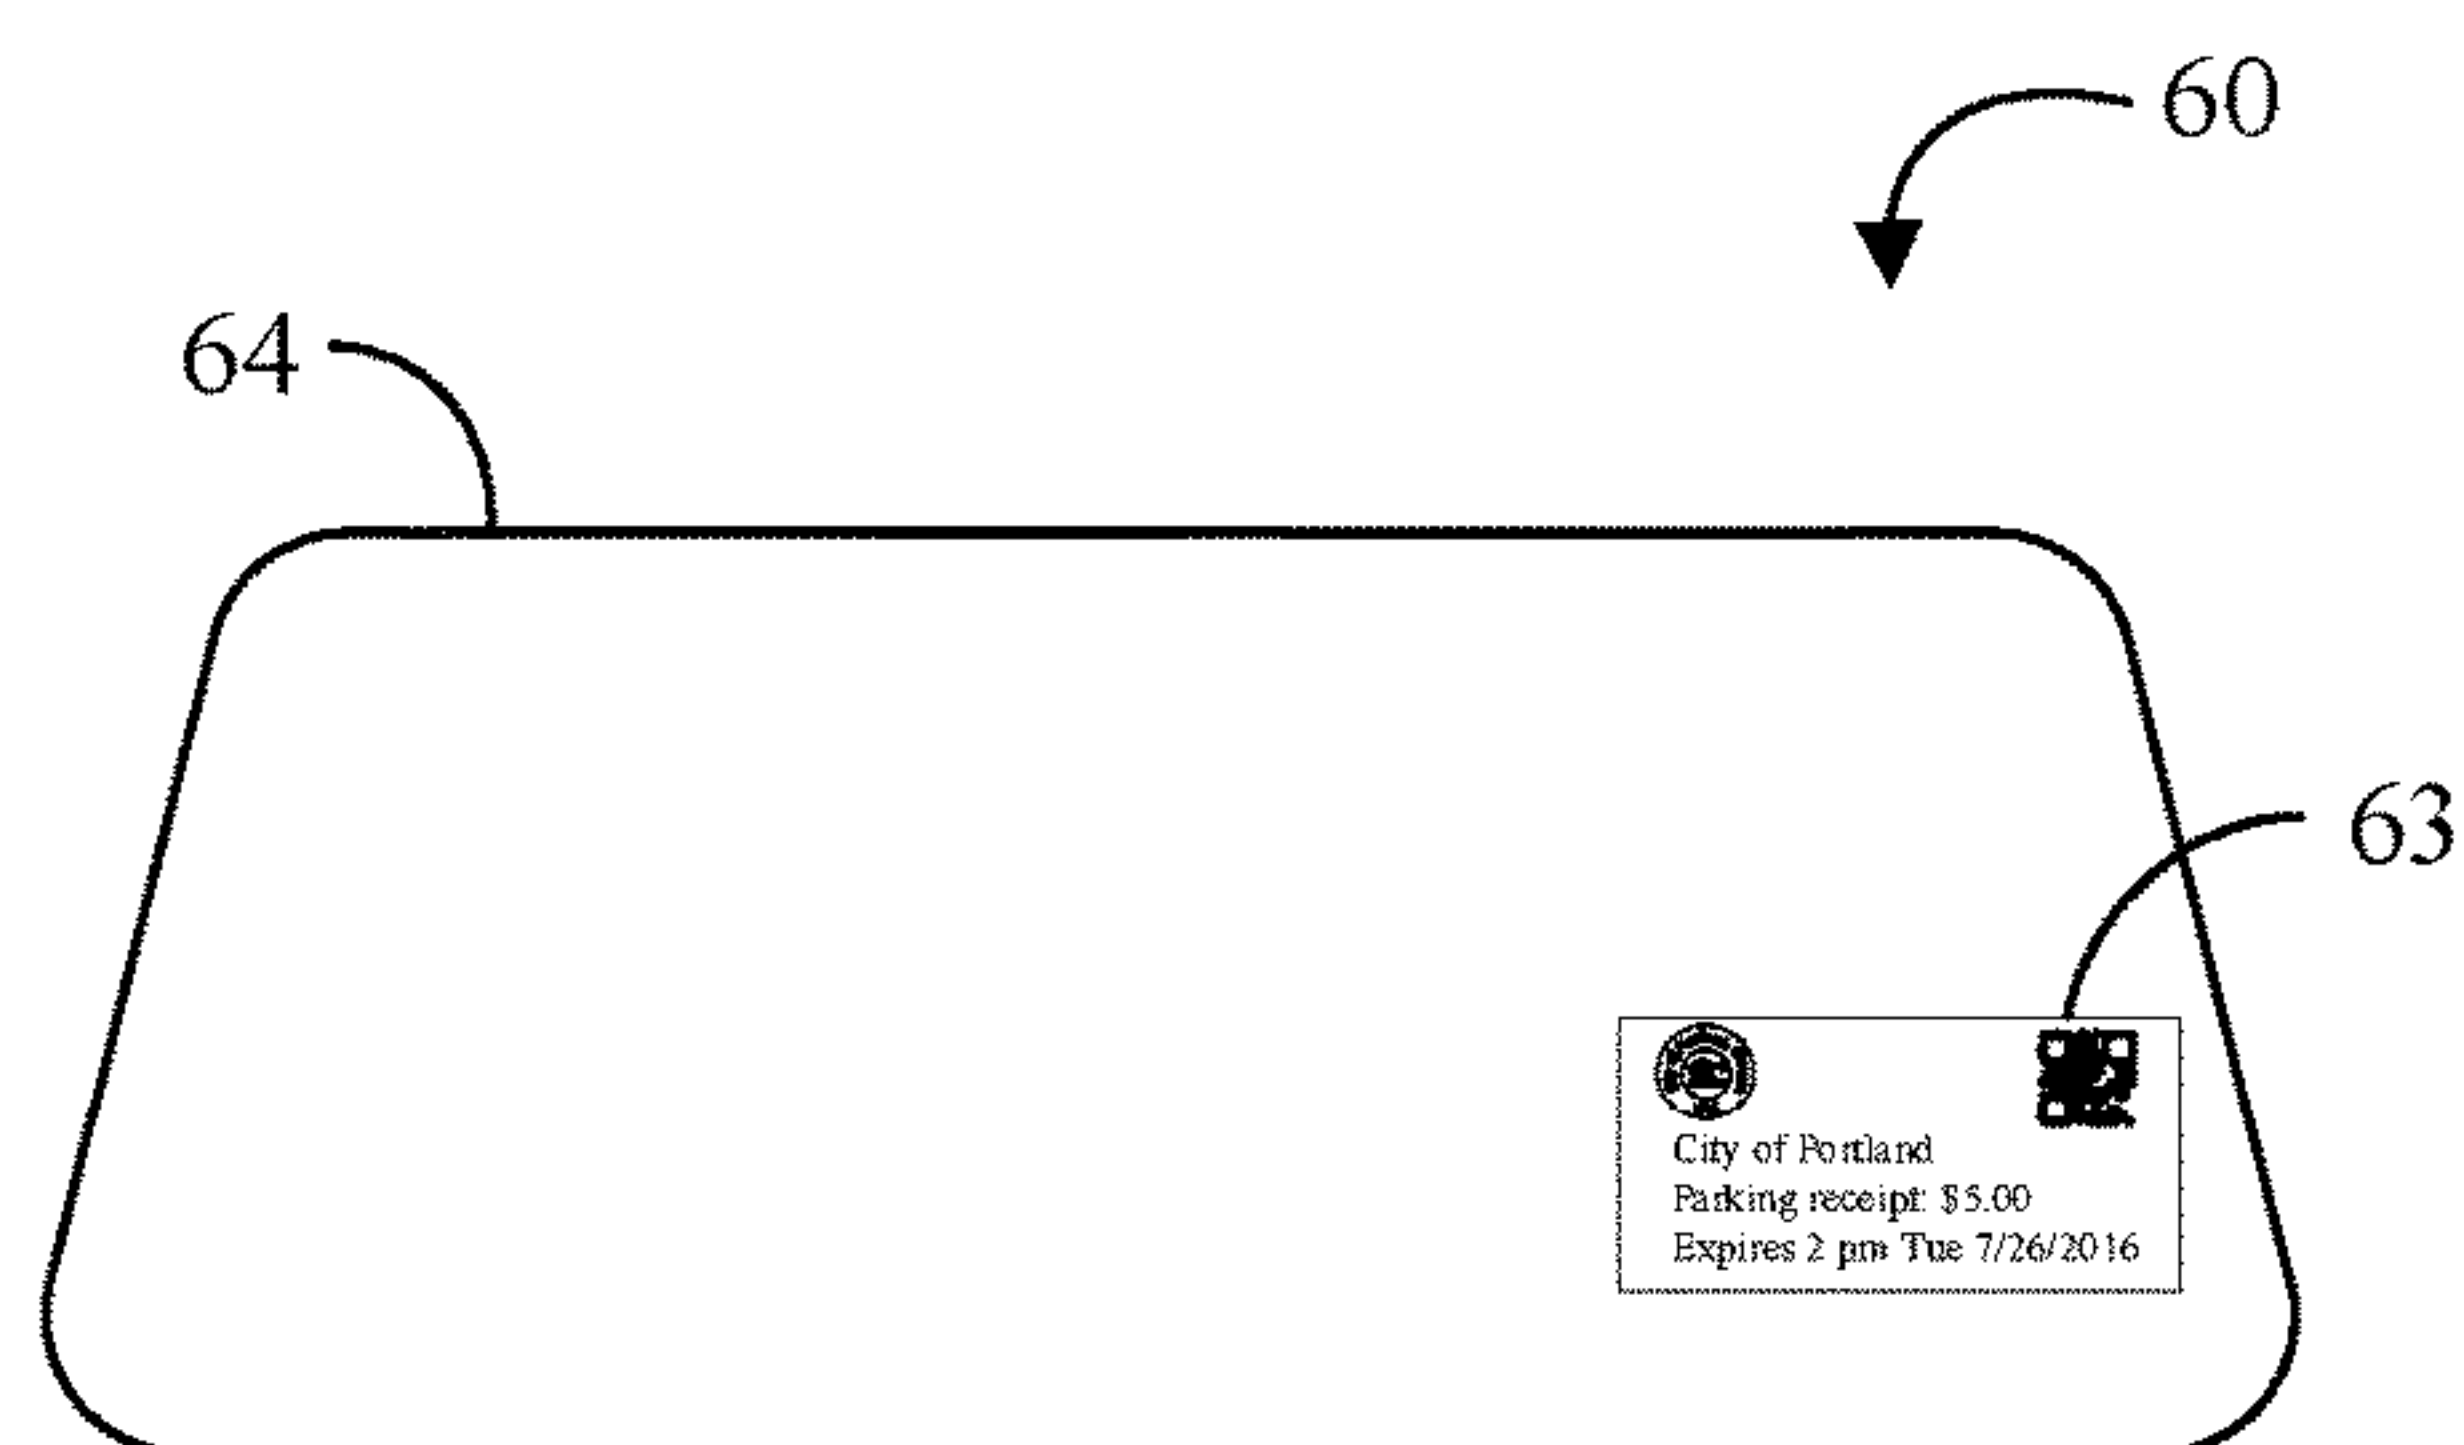 60
64
63
City of Portland
Parking receipt: $5.00
Expires 2 pm Tue 7/26/2016